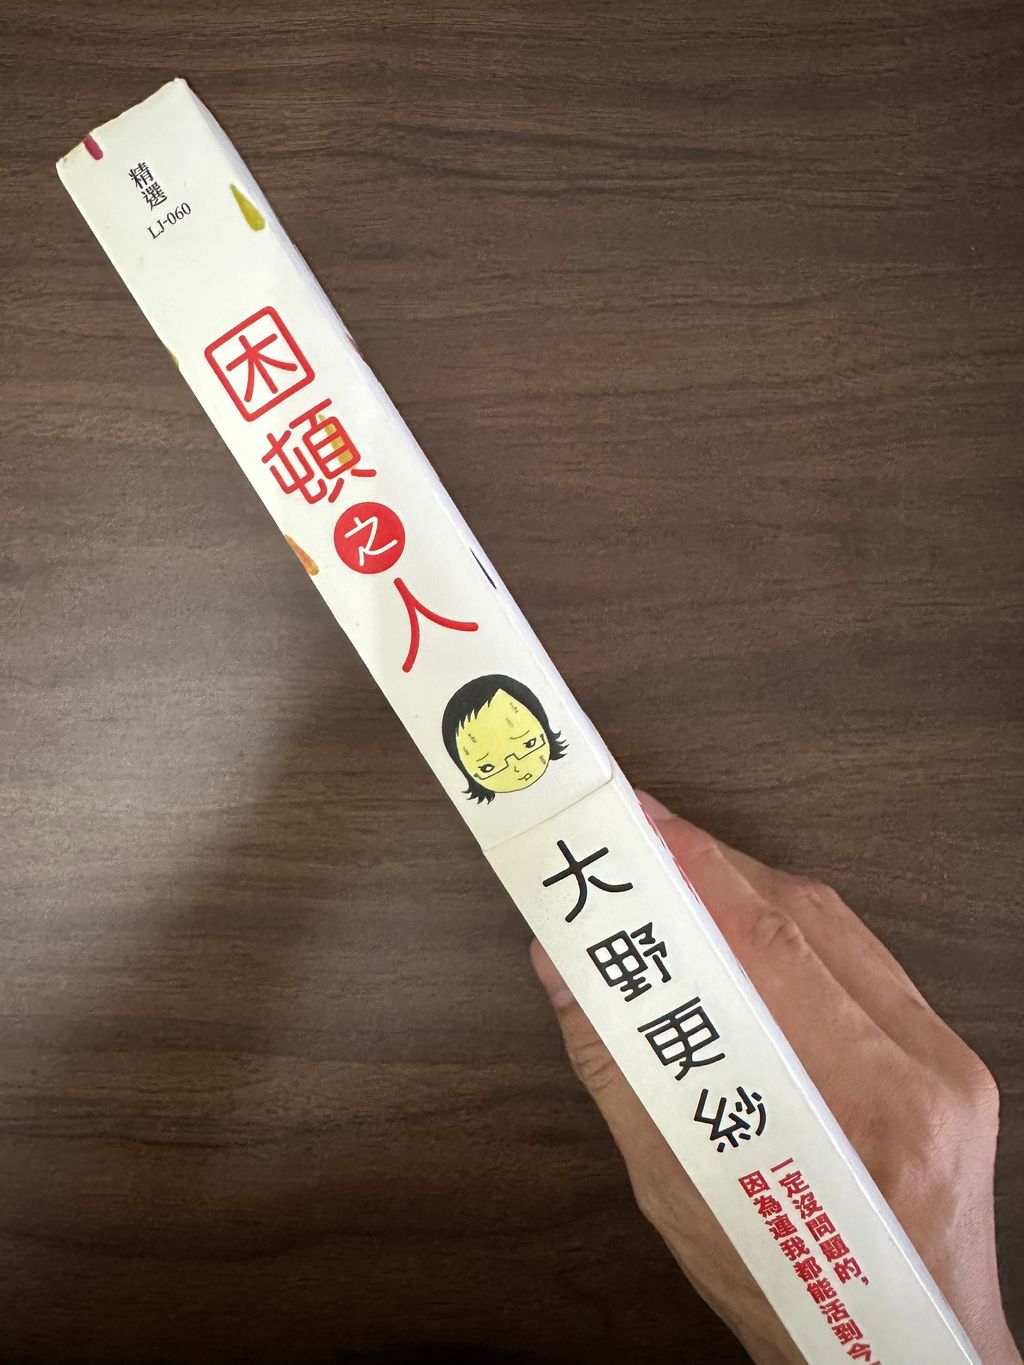 精選
LJ-060
困頓之人
大野更紗
一定沒問題的，
因為連我都能活到今